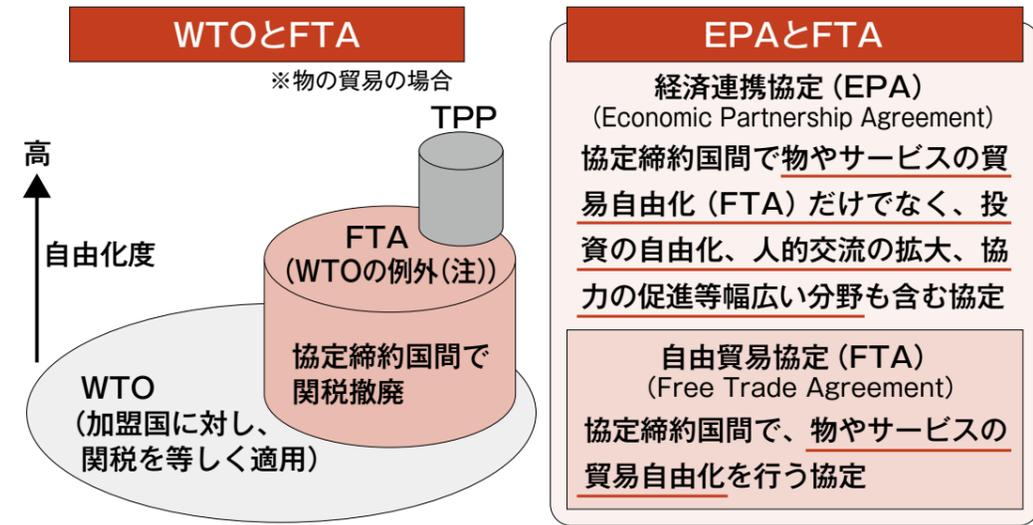 WTOとFTA
※物の貿易の場合
TPP
高
自由化度
FTA
(WTOの例外(注))
協定締約国間で
関税撤廃
WTO
(加盟国に対し、
関税を等しく適用)
EPAとFTA
経済連携協定(EPA)
(Economic Partnership Agreement)
協定締約国間で物やサービスの貿
易自由化(FTA)だけでなく、投
資の自由化、人的交流の拡大、協
力の促進等幅広い分野も含む協定
自由貿易協定(FTA)
(Free Trade Agreement)
協定締約国間で、物やサービスの
貿易自由化を行う協定